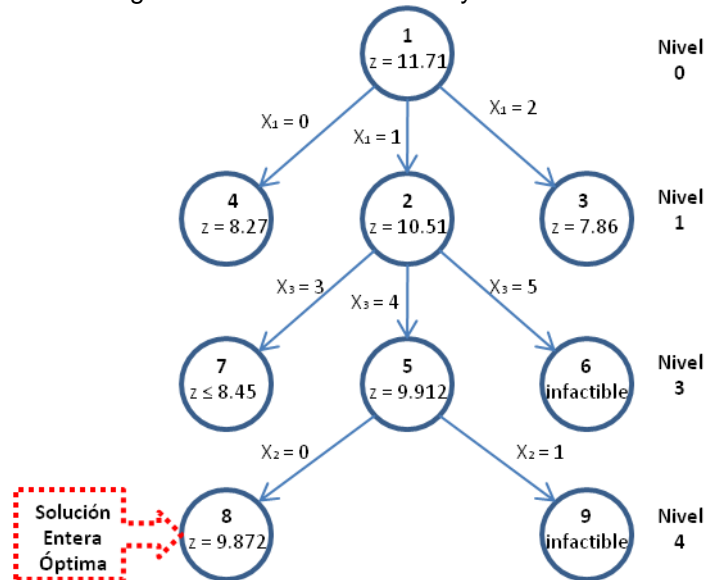 1
z = 11.71
Nivel
0
X₁ = 0
X₁ = 1
X₁ = 2
4
z = 8.27
2
z = 10.51
3
z = 7.86
Nivel
1
X₃ = 3
X₃ = 4
X₃ = 5
7
z ≤ 8.45
5
z = 9.912
6
infactible
Nivel
3
X₂ = 0
X₂ = 1
Solución
Entera
Óptima
8
z = 9.872
9
infactible
Nivel
4